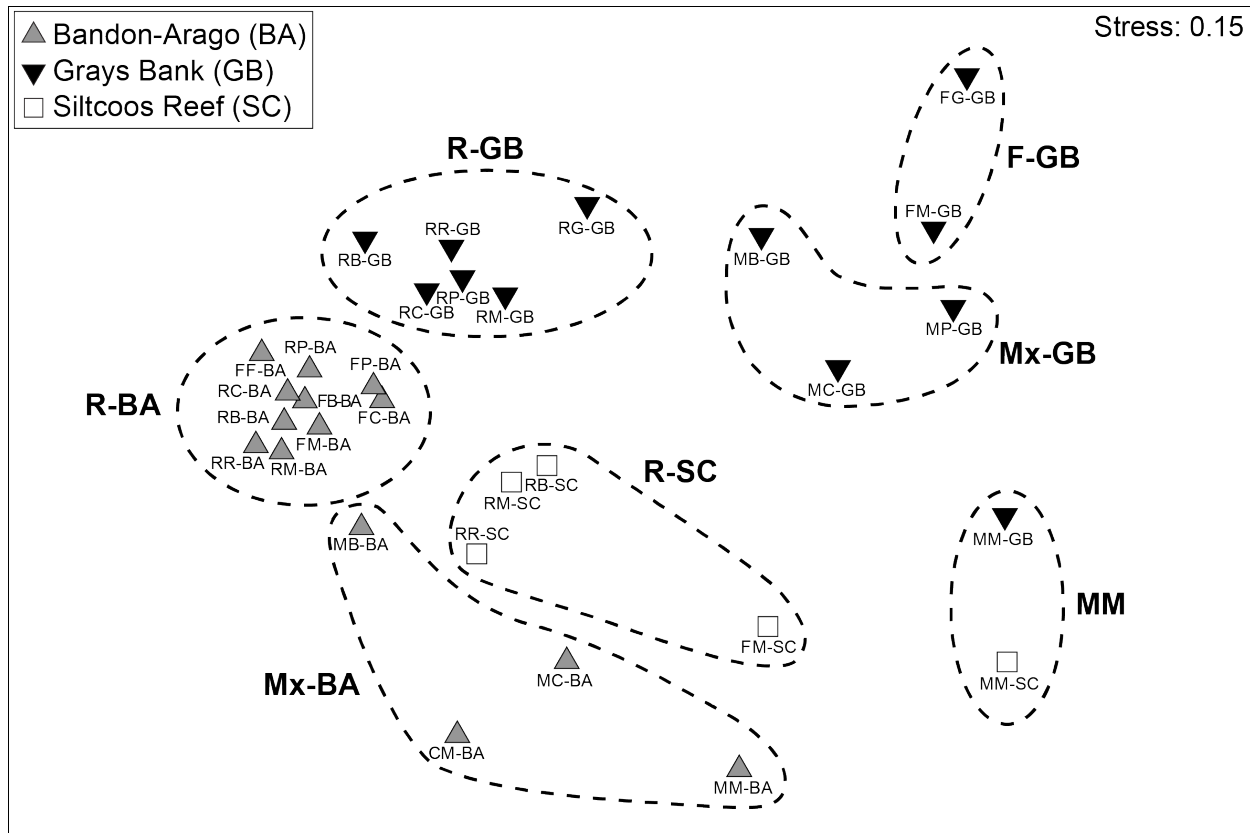 Bandon-Arago (BA)
Grays Bank (GB)
Siltcoos Reef (SC)
Stress: 0.15
FG-GB
R-GB
F-GB
RG-GB
FM-GB
RR-GB
RB-GB
MB-GB
RP-GB
RC-GB
RM-GB
MP-GB
Mx-GB
RP-BA
FP-BA
FF-BA
MC-GB
RC-BA
FB-BA
R-BA
FC-BA
RB-BA
FM-BA
RR-BA
RM-BA
R-SC
RB-SC
RM-SC
RR-SC
MB-BA
MM-GB
MM
FM-SC
MC-BA
Mx-BA
MM-SC
CM-BA
MM-BA